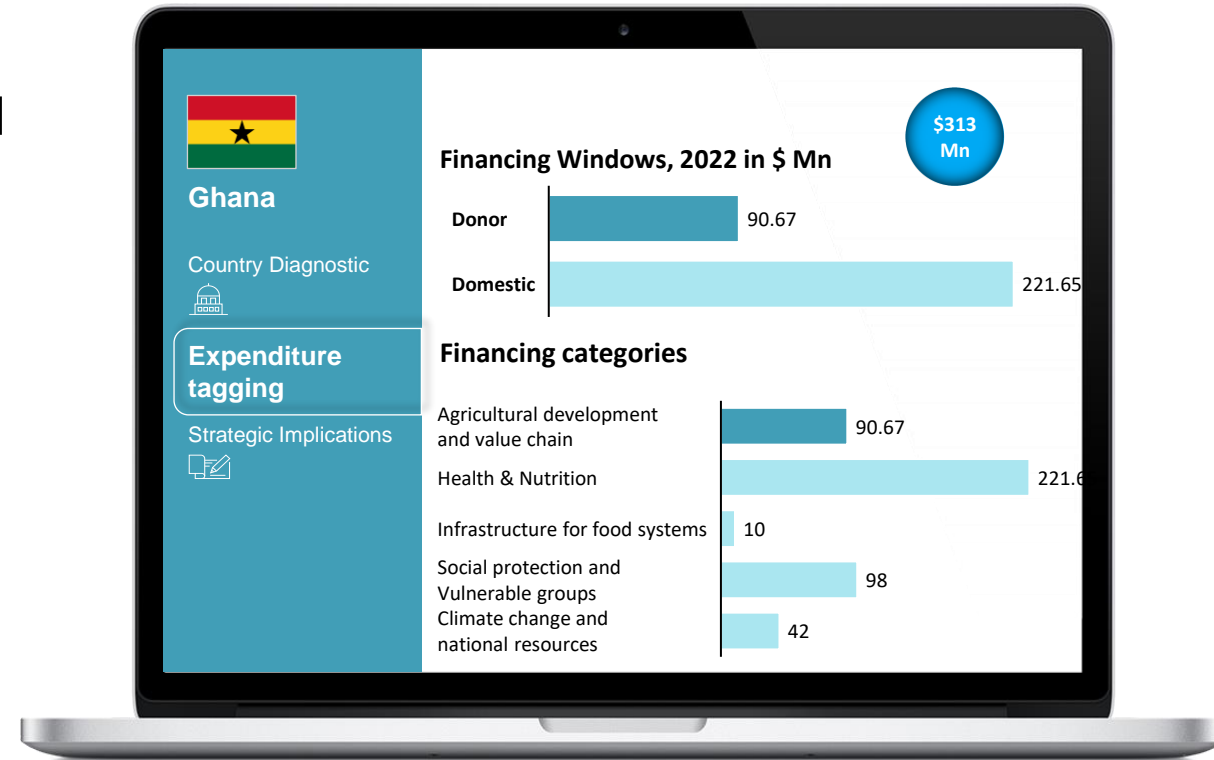 Ghana
Country Diagnostic
Expenditure
tagging
Strategic Implications
$313
Mn
Financing Windows, 2022 in $ Mn
Donor
90.67
Domestic
221.65
Financing categories
Agricultural development
and value chain
90.67
Health & Nutrition
Infrastructure for food systems
10
Social protection and
Vulnerable groups
98
Climate change and
national resources
42